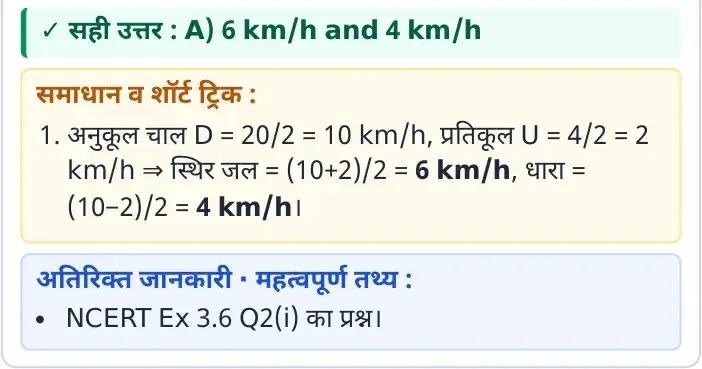 ✓ सही उत्तर : A) 6 km/h and 4 km/h
समाधान व शॉर्ट ट्रिक :
1. अनुकूल चाल D = 20/2 = 10 km/h, प्रतिकूल U = 4/2 = 2
km/h ⇒ स्थिर जल = (10+2)/2 = 6 km/h, धारा =
(10−2)/2 = 4 km/h।
अतिरिक्त जानकारी · महत्वपूर्ण तथ्य :
• NCERT Ex 3.6 Q2(i) का प्रश्न।